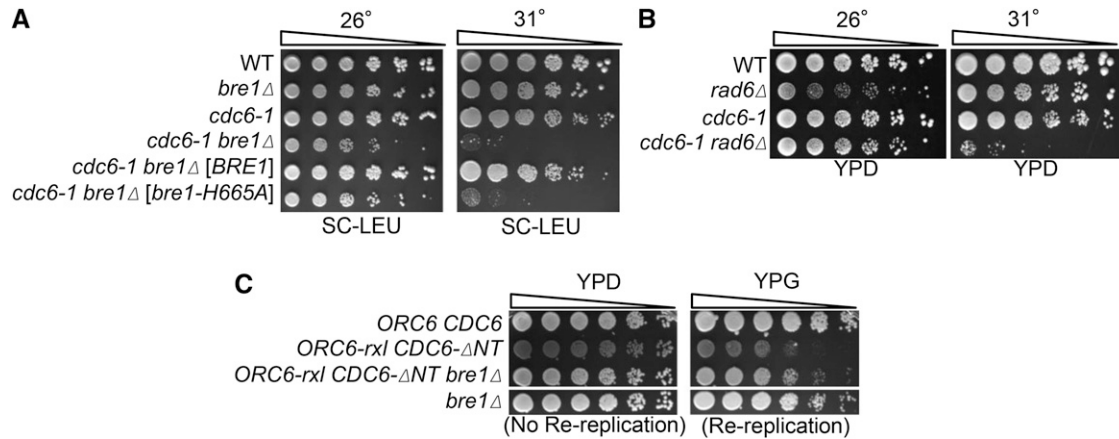 A
26° 31°
WT
bre1Δ
cdc6-1
cdc6-1 bre1Δ
cdc6-1 bre1Δ [BRE1]
cdc6-1 bre1Δ [bre1-H665A]
SC-LEU SC-LEU
B
26° 31°
WT
rad6Δ
cdc6-1
cdc6-1 rad6Δ
YPD YPD
C
YPD YPG
ORC6 CDC6
ORC6-rxl CDC6-ΔNT
ORC6-rxl CDC6-ΔNT bre1Δ
bre1Δ
(No Re-replication) (Re-replication)